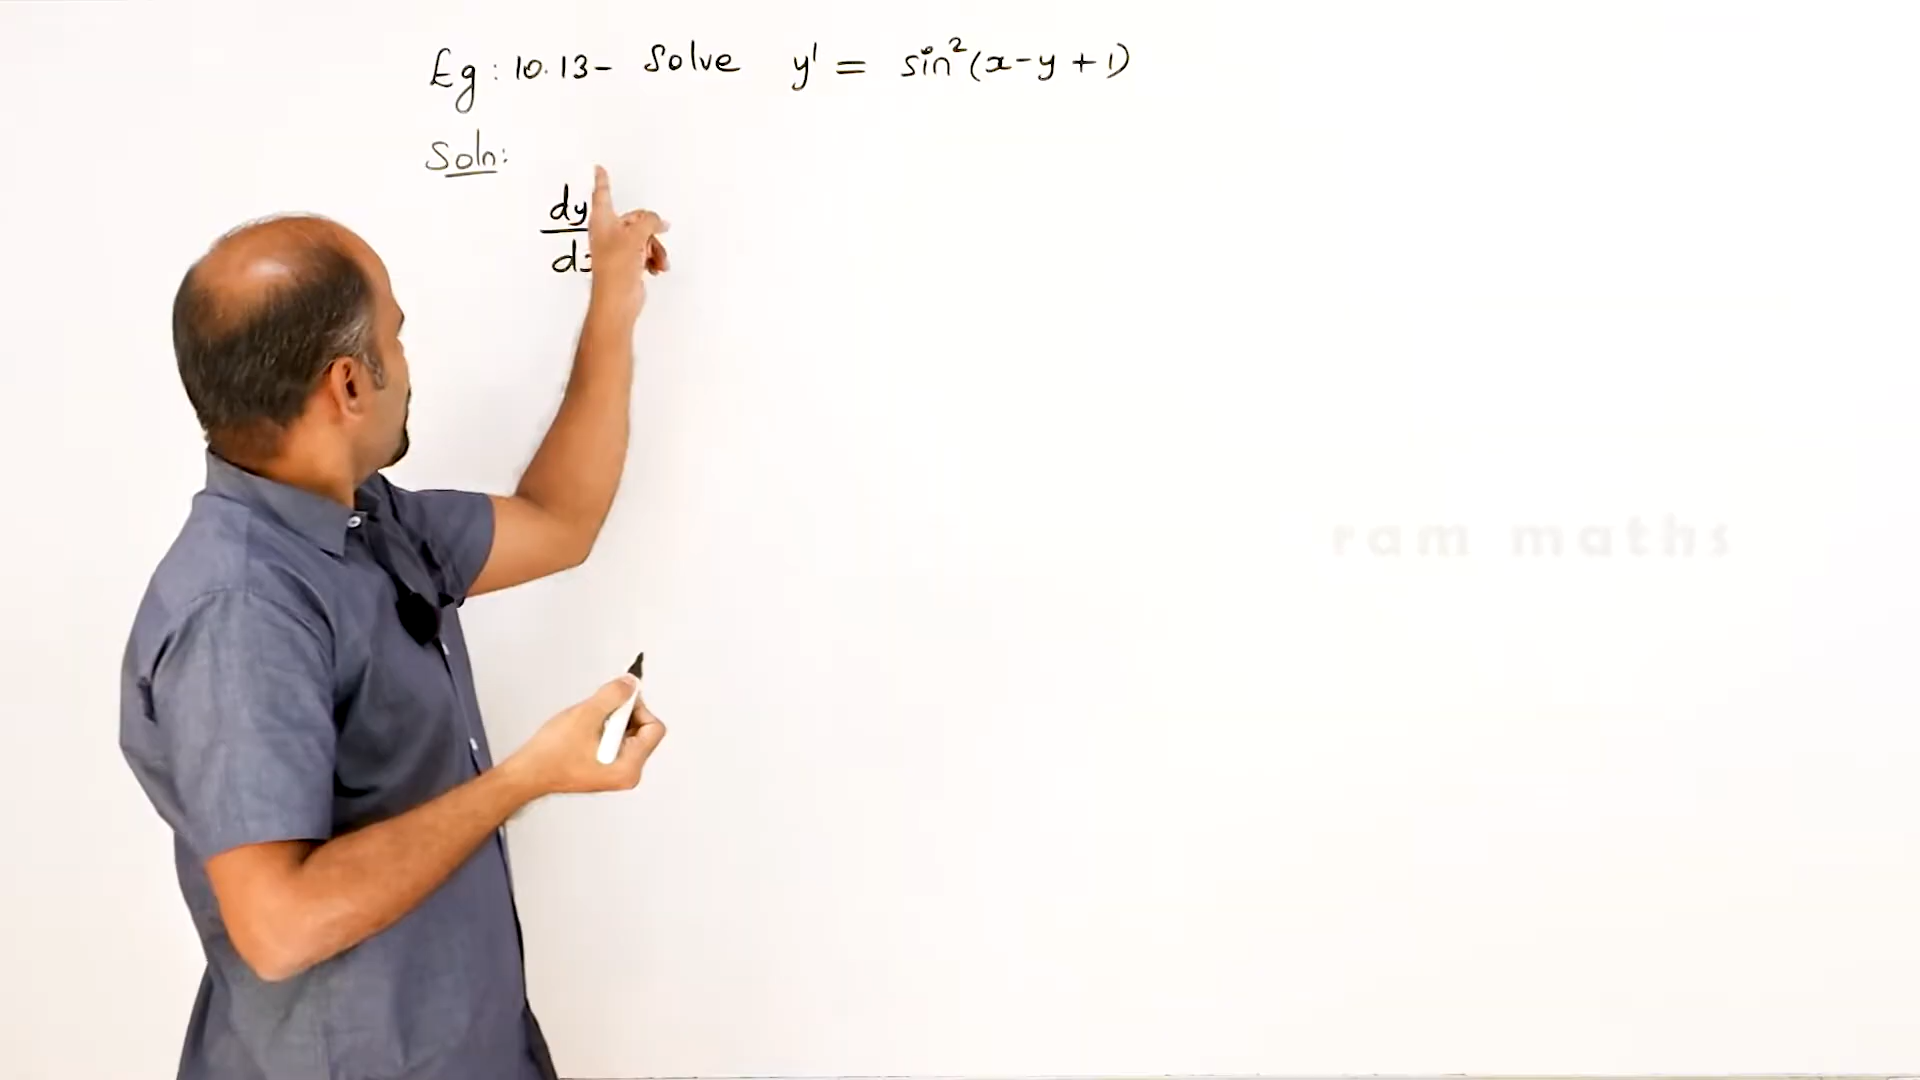 Eg: 10.13- Solve y' = sin²(x-y+1)
Soln:
dy
d
ram maths